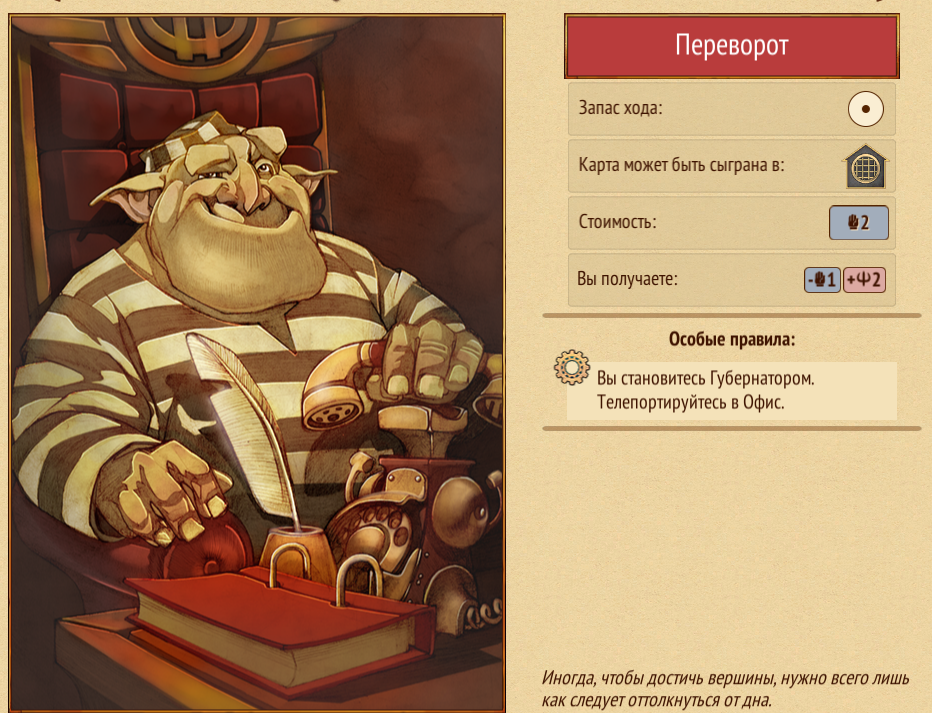 Переворот
Запас хода:
Карта может быть сыграна в:
Стоимость:
2
Вы получаете:
-1 +2
Особые правила:
Вы становитесь Губернатором.
Телепортируйтесь в Офис.
Иногда, чтобы достичь вершины, нужно всего лишь
как следует оттолкнуться от дна.